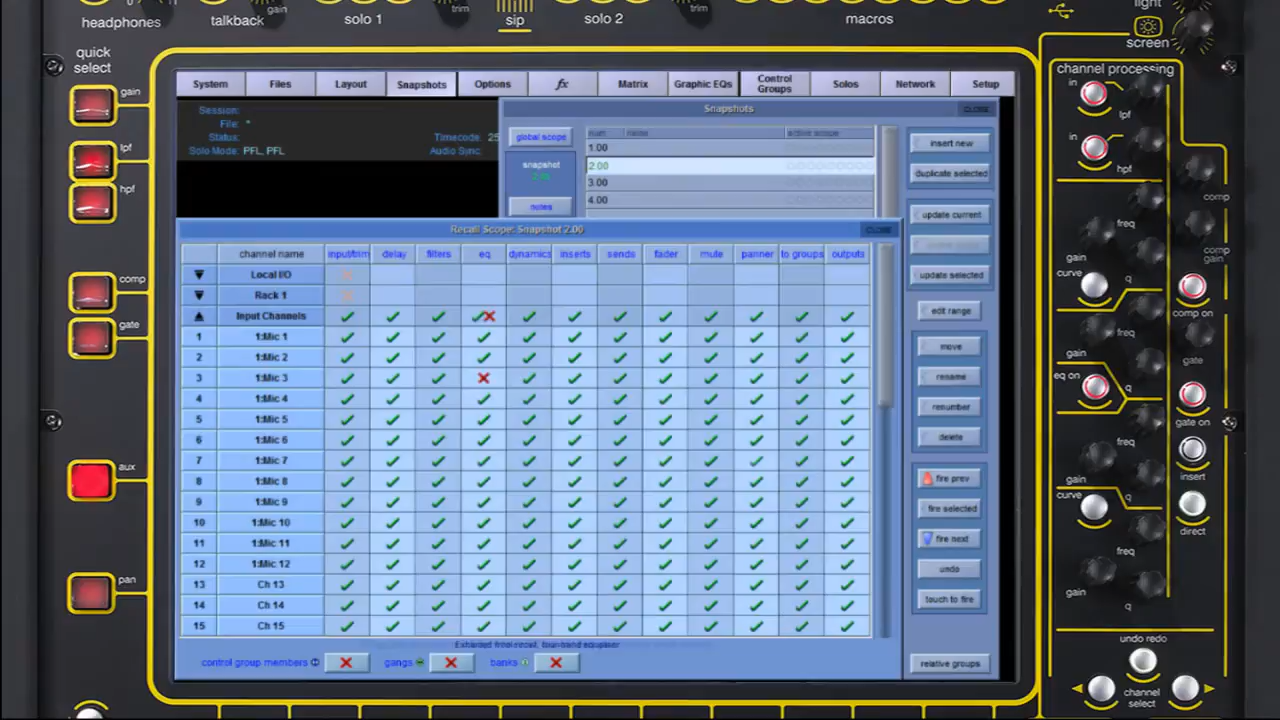 headphones
talkback
gain
solo 1
trim
sip
solo 2
trim
macros
light
screen
quick
select
gain
lpf
hpf
comp
gate
aux
pan
System
Files
Layout
Snapshots
Options
fx
Matrix
Graphic EQs
Control
Groups
Solos
Network
Setup
Session:
File: *
Status:
Timecode: 25
Solo Mode: PFL, PFL
Audio Sync:
Snapshots
CLOSE
global scope
snapshot
2.00
notes
num name active scope
1.00
2.00
3.00
4.00
insert new
duplicate selected
update current
update selected
edit range
move
rename
renumber
delete
fire prev
fire selected
fire next
undo
touch to fire
relative groups
Recall Scope: Snapshot 2.00
CLOSE
channel name input/trim delay filters eq dynamics inserts sends fader mute panner to groups outputs
Local I/O
Rack 1
Input Channels
1 1:Mic 1
2 1:Mic 2
3 1:Mic 3
4 1:Mic 4
5 1:Mic 5
6 1:Mic 6
7 1:Mic 7
8 1:Mic 8
9 1:Mic 9
10 1:Mic 10
11 1:Mic 11
12 1:Mic 12
13 Ch 13
14 Ch 14
15 Ch 15
Excluded from recall, four-band equaliser
control group members
gangs
banks
channel processing
in
lpf
in
hpf
comp
freq
comp
gain
gain
curve
q
comp on
freq
gain
gate
eq on
q
gate on
freq
insert
gain
curve
q
direct
freq
gain
q
undo redo
channel
select